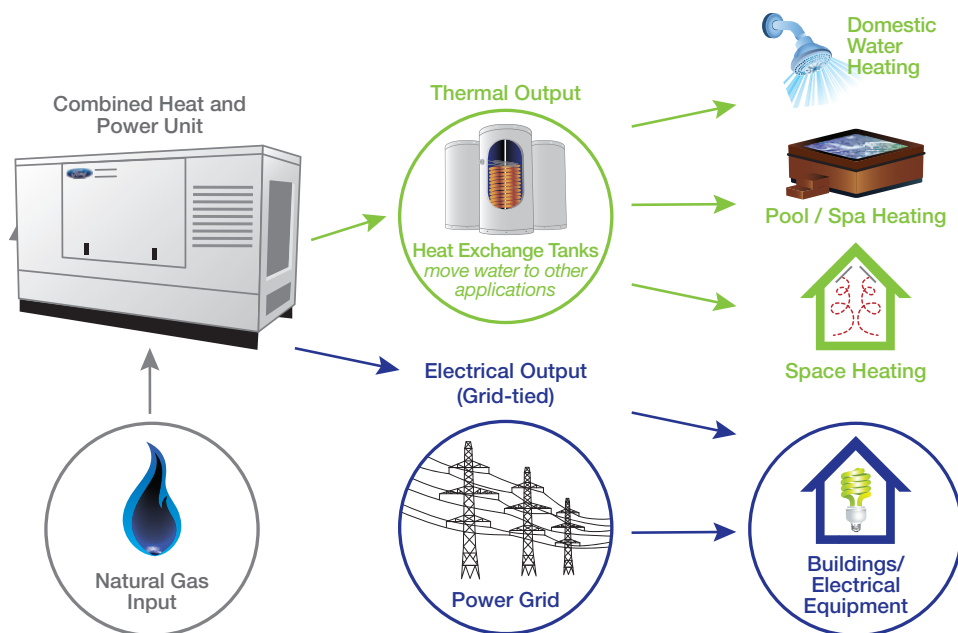 Combined Heat and
Power Unit
Natural Gas
Input
Thermal Output
Heat Exchange Tanks
move water to other
applications
Electrical Output
(Grid-tied)
Power Grid
Domestic
Water
Heating
Pool / Spa Heating
Space Heating
Buildings/
Electrical
Equipment